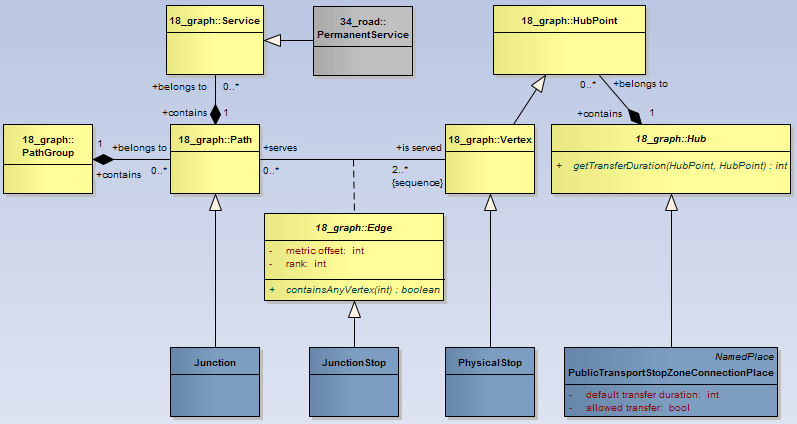 18_graph::Service
34_road::
PermanentService
18_graph::HubPoint
+belongs to
0..*
+contains
1
0..*
+belongs to
+contains
1
18_graph::
PathGroup
1
+belongs to
+contains
0..*
18_graph::Path
+serves
0..*
+is served
2..*
{sequence}
18_graph::Vertex
18_graph::Hub
+ getTransferDuration(HubPoint, HubPoint) : int
18_graph::Edge
- metric offset: int
- rank: int
+ containsAnyVertex(int) : boolean
Junction
JunctionStop
PhysicalStop
NamedPlace
PublicTransportStopZoneConnectionPlace
- default transfer duration: int
- allowed transfer: bool